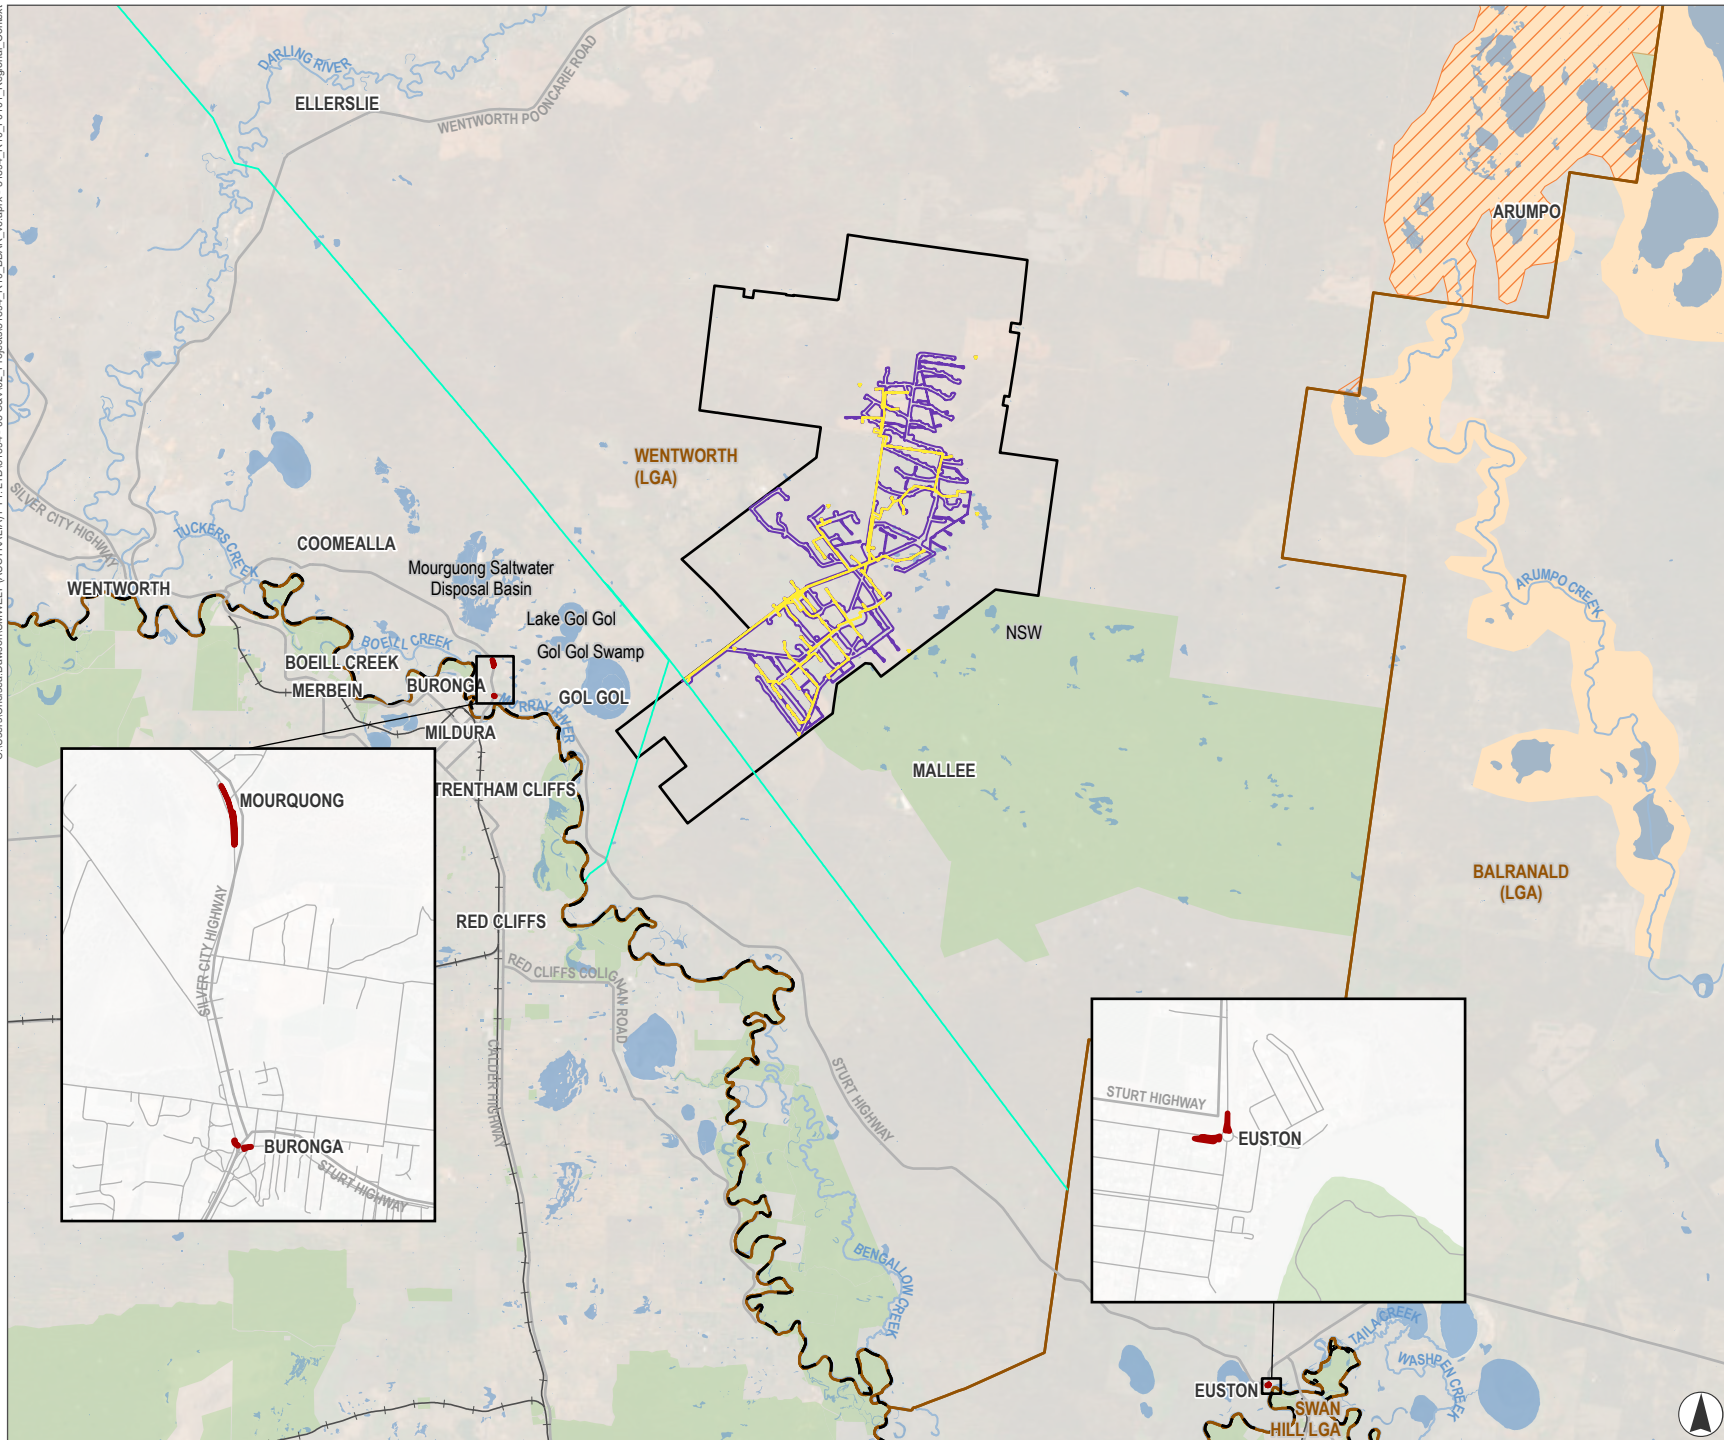 DARLING RIVER
ELLERSLIE
WENTWORTH POONCARIE ROAD
ARUMPO
WENTWORTH
(LGA)
SILVER CITY HIGHWAY
TUCKERS CREEK
COOMEALLA
Mourguong Saltwater
Disposal Basin
WENTWORTH
ARUMPO CREEK
Lake Gol Gol
NSW
BOEILL CREEK
Gol Gol Swamp
BOEILL CREEK
MERBEIN
BURONGA
GOL GOL
MURRAY RIVER
MILDURA
MALLEE
TRENTHAM CLIFFS
MOURQUONG
BALRANALD
(LGA)
SILVER CITY HIGHWAY
RED CLIFFS
RED CLIFFS COLIGNAN ROAD
CALDER HIGHWAY
STURT HIGHWAY
STURT HIGHWAY
EUSTON
BURONGA
STURT HIGHWAY
BENGALLOW CREEK
TAILA CREEK
WASHPEN CREEK
EUSTON
SWAN
HILL LGA